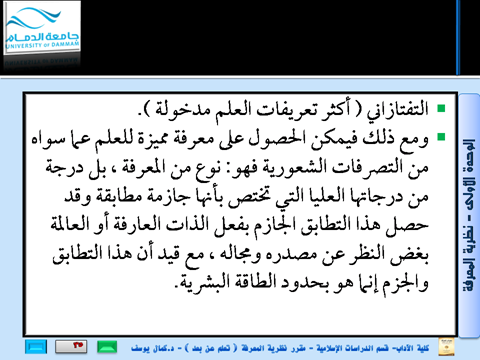 جامعة الدمام
UNIVERSITY OF DAMMAM
التفتازاني ( أكثر تعريفات العلم مدخولة ).
ومع ذلك فيمكن الحصول على معرفة مميزة للعلم عما سواه
من التصرفات الشعورية فهو: نوع من المعرفة ، بل درجة
من درجاتها العليا التي تختص بأنها جازمة مطابقة وقد
حصل هذا التطابق الجازم بفعل الذات العارفة أو العالمة
بغض النظر عن مصدره ومجاله ، مع قيد أن هذا التطابق
والجزم إنما هو بحدود الطاقة البشرية.
الوحدة الأولى - نظرية المعرفة
كلية الآداب- قسم الدراسات الإسلامية - مقرر نظرية المعرفة ( تعلم عن بعد ) - د.كمال يوسف